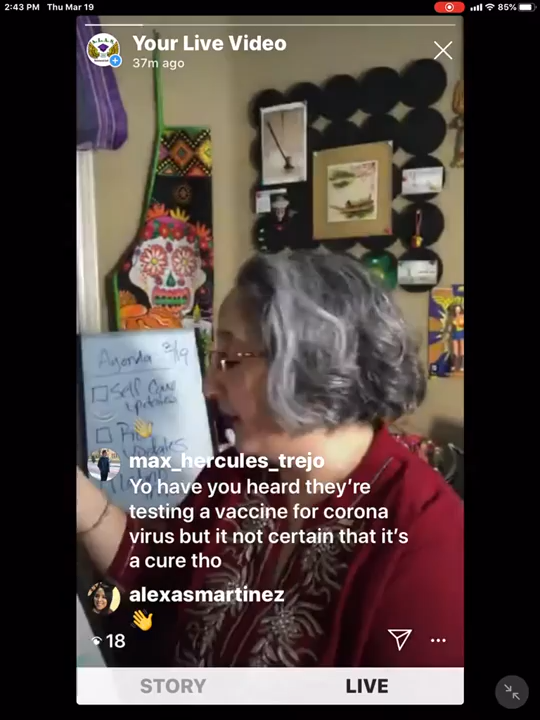 2:43 PM Thu Mar 19
85%
Your Live Video
37m ago
Agenda 3/19
Self Care
Updates
max_hercules_trejo
Yo have you heard they're
testing a vaccine for corona
virus but it not certain that it's
a cure tho
alexasmartinez
18
STORY
LIVE